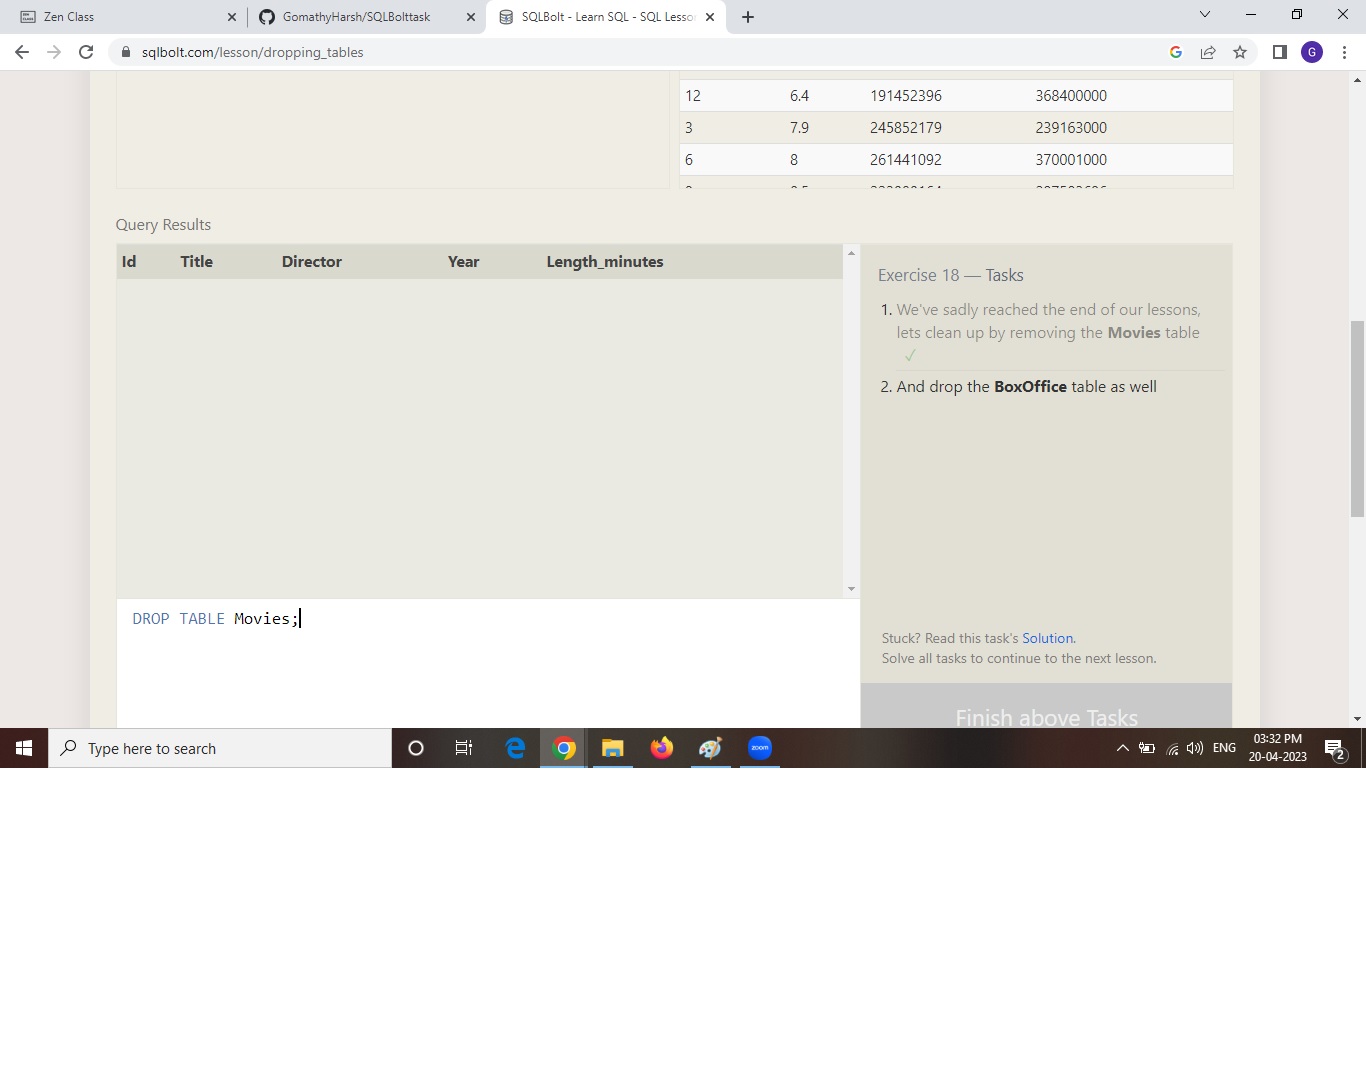 Zen Class
GomathyHarsh/SQLBolttask
SQLBolt - Learn SQL - SQL Lesso
sqlbolt.com/lesson/dropping_tables
G
12 6.4 191452396 368400000
3 7.9 245852179 239163000
6 8 261441092 370001000
Query Results
Id Title Director Year Length_minutes
Exercise 18 — Tasks
1. We've sadly reached the end of our lessons,
lets clean up by removing the Movies table
✓
2. And drop the BoxOffice table as well
DROP TABLE Movies;
Stuck? Read this task's Solution.
Solve all tasks to continue to the next lesson.
Finish above Tasks
Type here to search
zoom
ENG
03:32 PM
20-04-2023
2